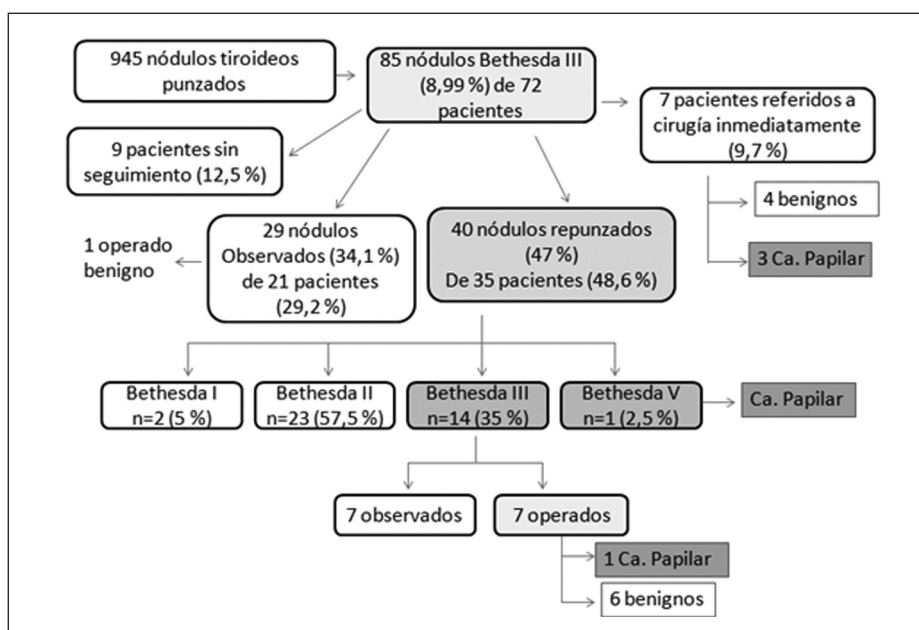 945 nódulos tiroideos
punzados
85 nódulos Bethesda III
(8,99 %) de 72
pacientes
7 pacientes referidos a
cirugía inmediatamente
(9,7 %)
9 pacientes sin
seguimiento (12,5 %)
4 benignos
3 Ca. Papilar
1 operado
benigno
29 nódulos
Observados (34,1 %)
de 21 pacientes
(29,2 %)
40 nódulos repunzados
(47 %)
De 35 pacientes (48,6 %)
Bethesda I
n=2 (5 %)
Bethesda II
n=23 (57,5 %)
Bethesda III
n=14 (35 %)
Bethesda V
n=1 (2,5 %)
Ca. Papilar
7 observados
7 operados
1 Ca. Papilar
6 benignos